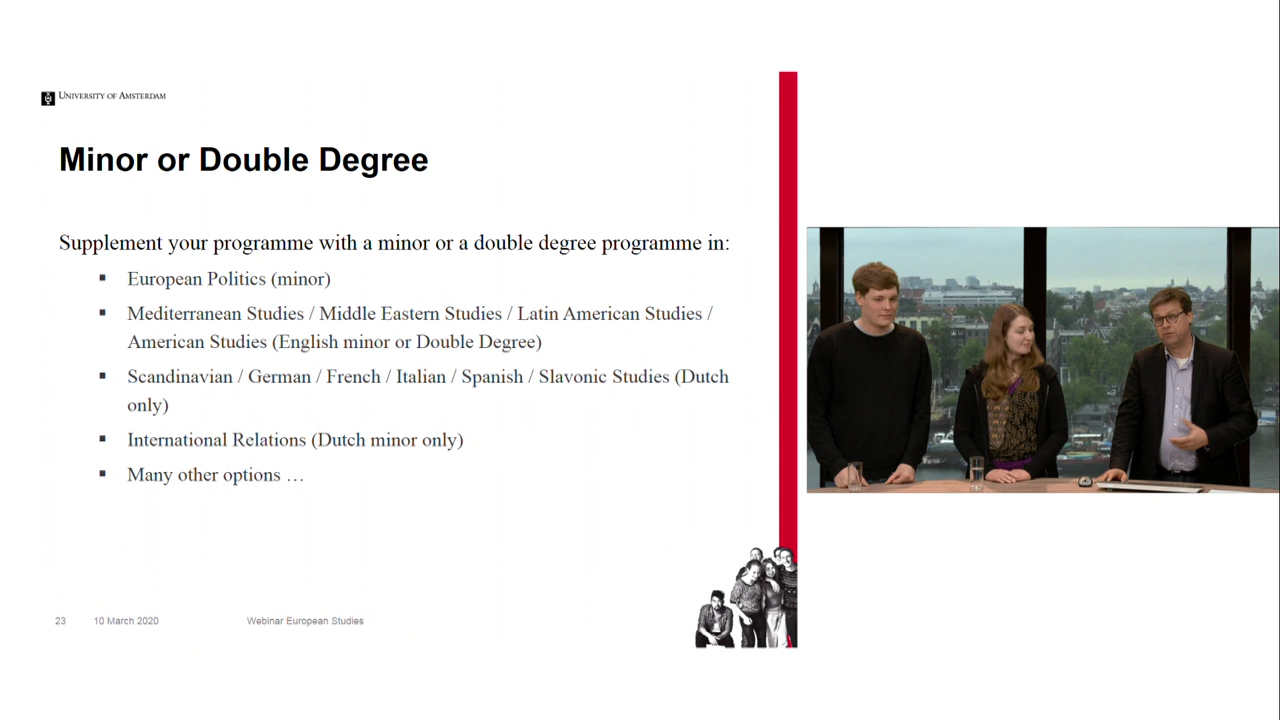 UNIVERSITY OF AMSTERDAM
Minor or Double Degree
Supplement your programme with a minor or a double degree programme in:
▪ European Politics (minor)
▪ Mediterranean Studies / Middle Eastern Studies / Latin American Studies /
American Studies (English minor or Double Degree)
▪ Scandinavian / German / French / Italian / Spanish / Slavonic Studies (Dutch
only)
▪ International Relations (Dutch minor only)
▪ Many other options …
23 10 March 2020 Webinar European Studies